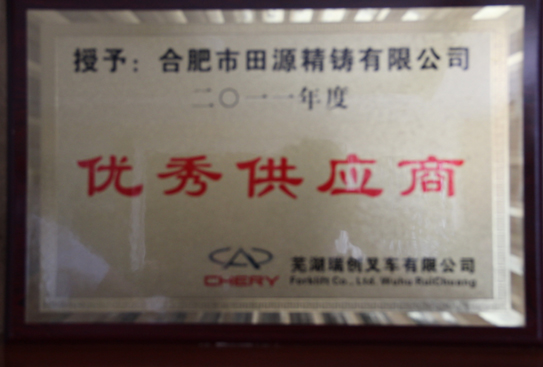 授予：合肥市田源精铸有限公司
二〇一一年度
优秀供应商
CHERY
芜湖瑞创叉车有限公司
Forklift Co., Ltd. Wuhu RuiChuang